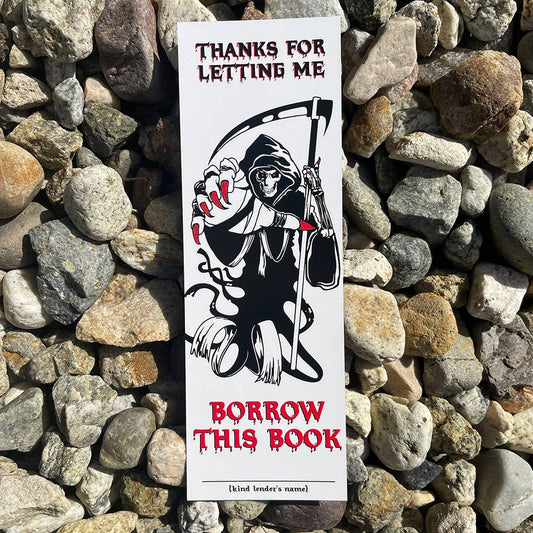 THANKS FOR
LETTING ME
BORROW
THIS BOOK
{kind lender's name}